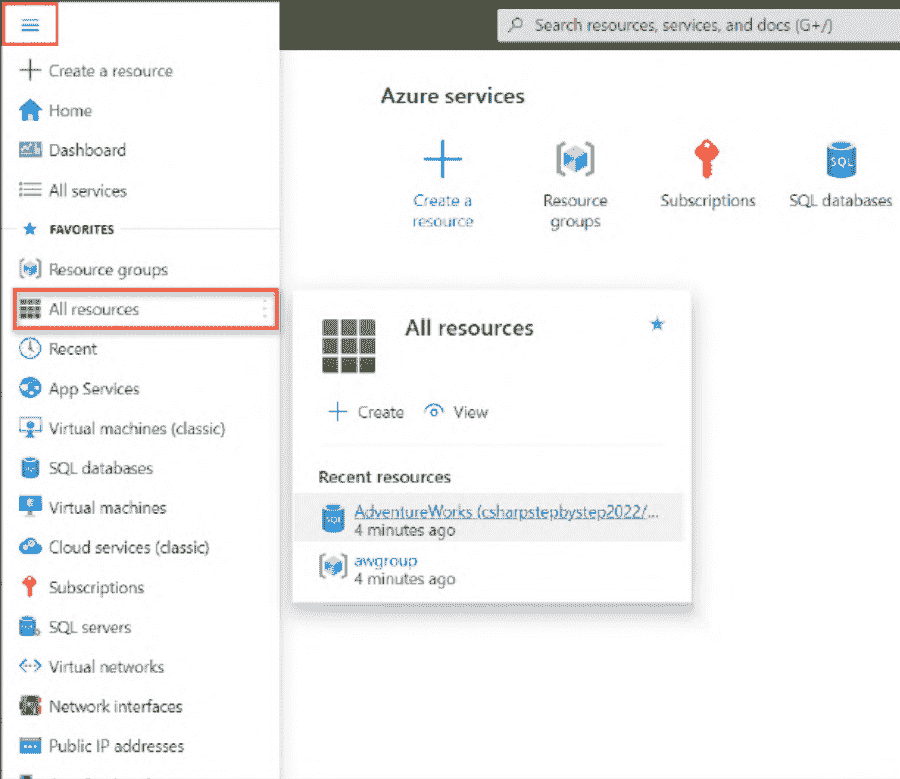 Search resources, services, and docs (G+/)
Create a resource
Home
Dashboard
All services
FAVORITES
Resource groups
All resources
Recent
App Services
Virtual machines (classic)
SQL databases
Virtual machines
Cloud services (classic)
Subscriptions
SQL servers
Virtual networks
Network interfaces
Public IP addresses
Azure services
Create a
resource
Resource
groups
Subscriptions
SQL
SQL databases
All resources
Create
View
Recent resources
SQL
AdventureWorks (csharpstepbystep2022/...
4 minutes ago
awgroup
4 minutes ago